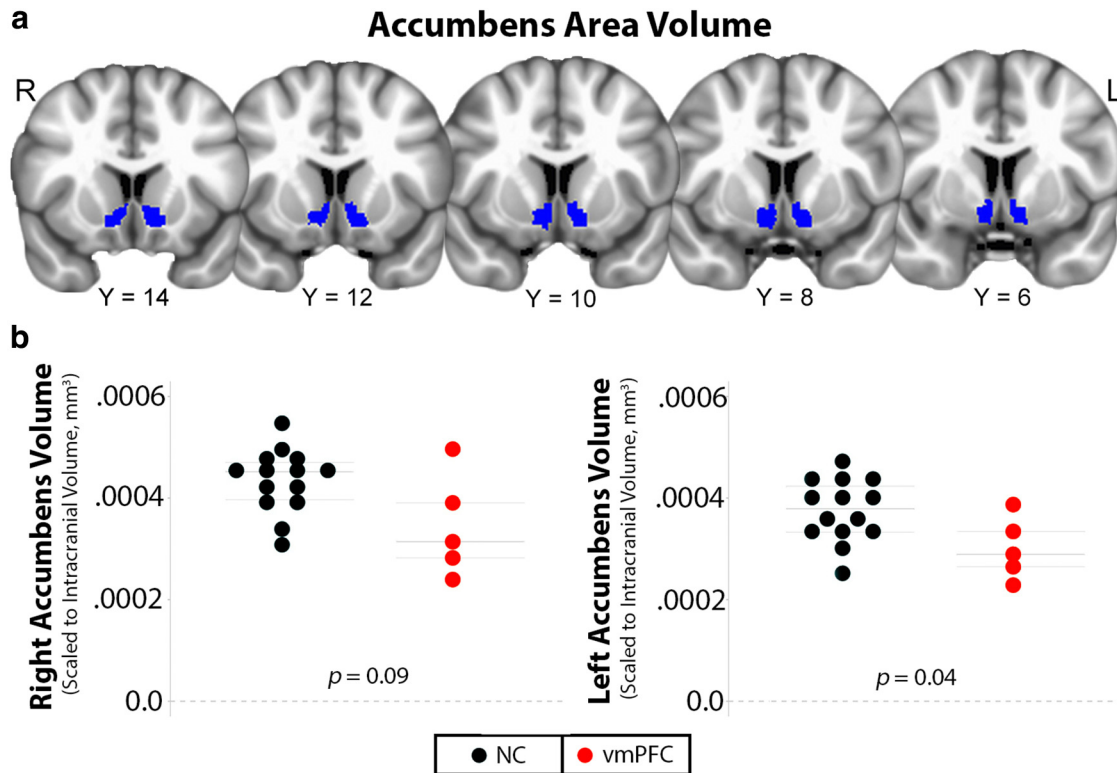 a
Accumbens Area Volume
R
L
Y = 14
Y = 12
Y = 10
Y = 8
Y = 6
b
Right Accumbens Volume
(Scaled to Intracranial Volume, mm³)
.0006
.0004
.0002
0.0
p = 0.09
Left Accumbens Volume
(Scaled to Intracranial Volume, mm³)
.0006
.0004
.0002
0.0
p = 0.04
NC
vmPFC